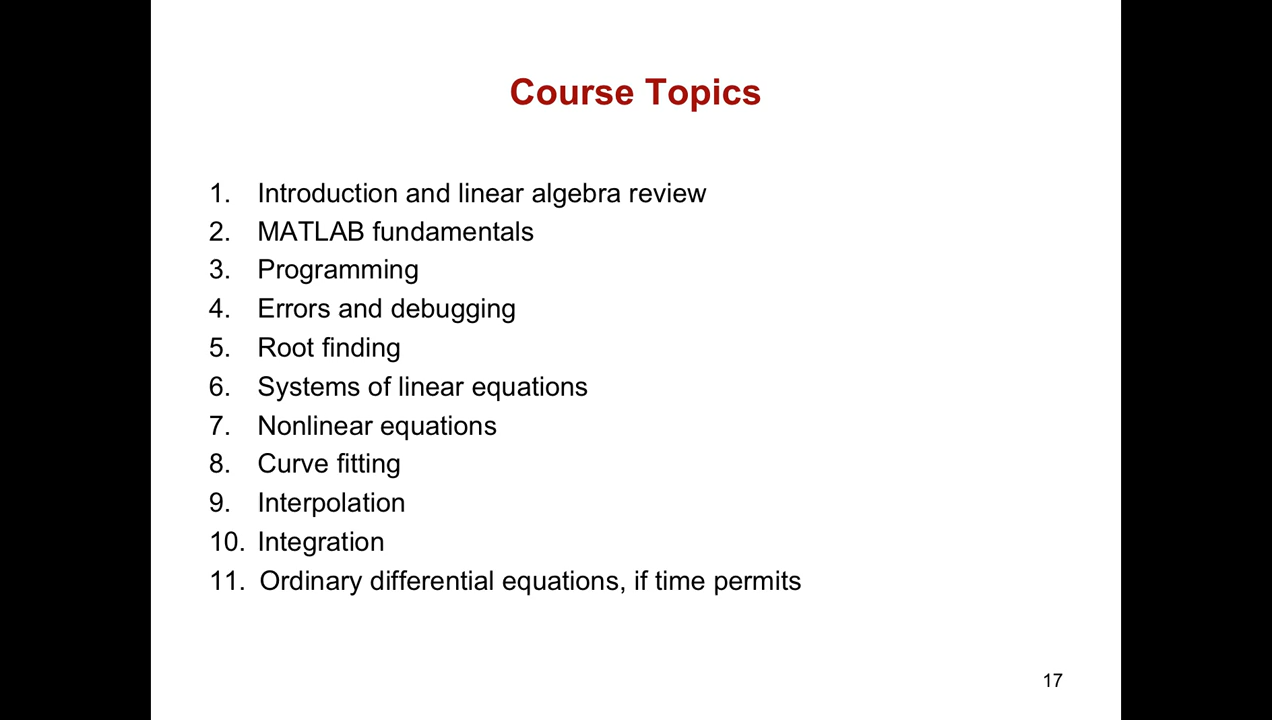 Course Topics
1. Introduction and linear algebra review
2. MATLAB fundamentals
3. Programming
4. Errors and debugging
5. Root finding
6. Systems of linear equations
7. Nonlinear equations
8. Curve fitting
9. Interpolation
10. Integration
11. Ordinary differential equations, if time permits
17